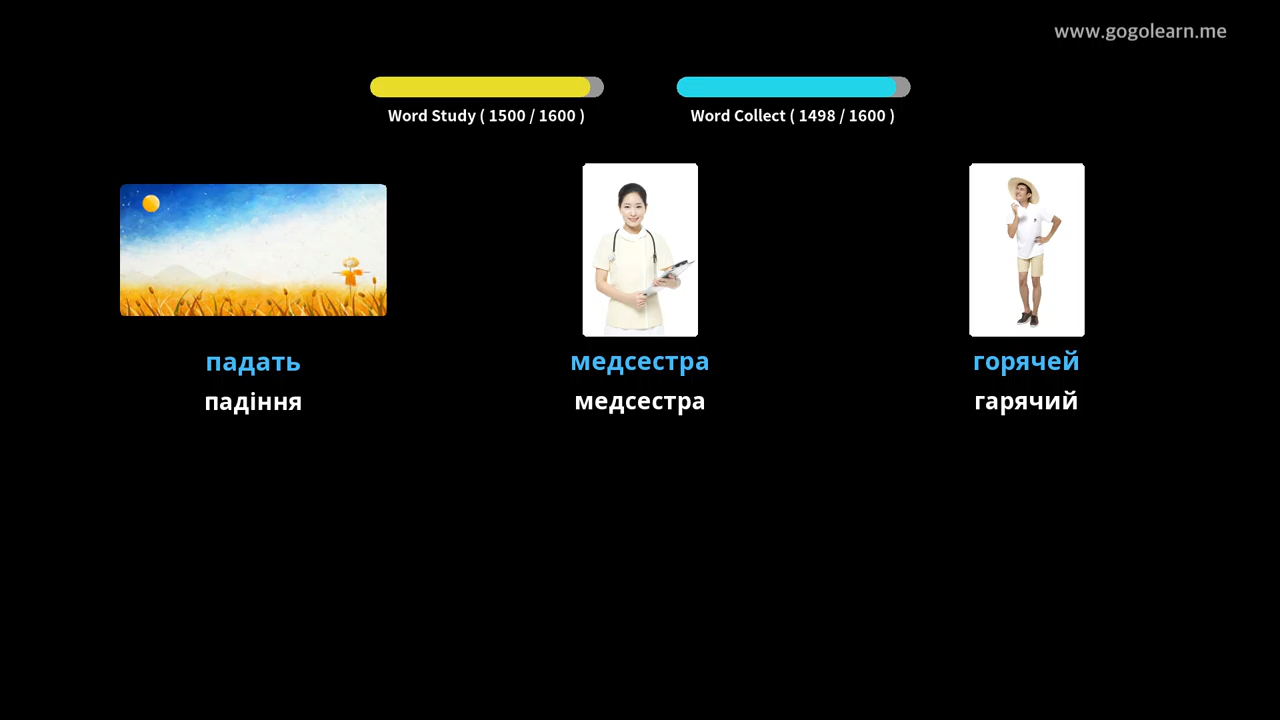 www.gogolearn.me
Word Study ( 1500 / 1600 )
Word Collect ( 1498 / 1600 )
падать
медсестра
горячей
падіння
медсестра
гарячий